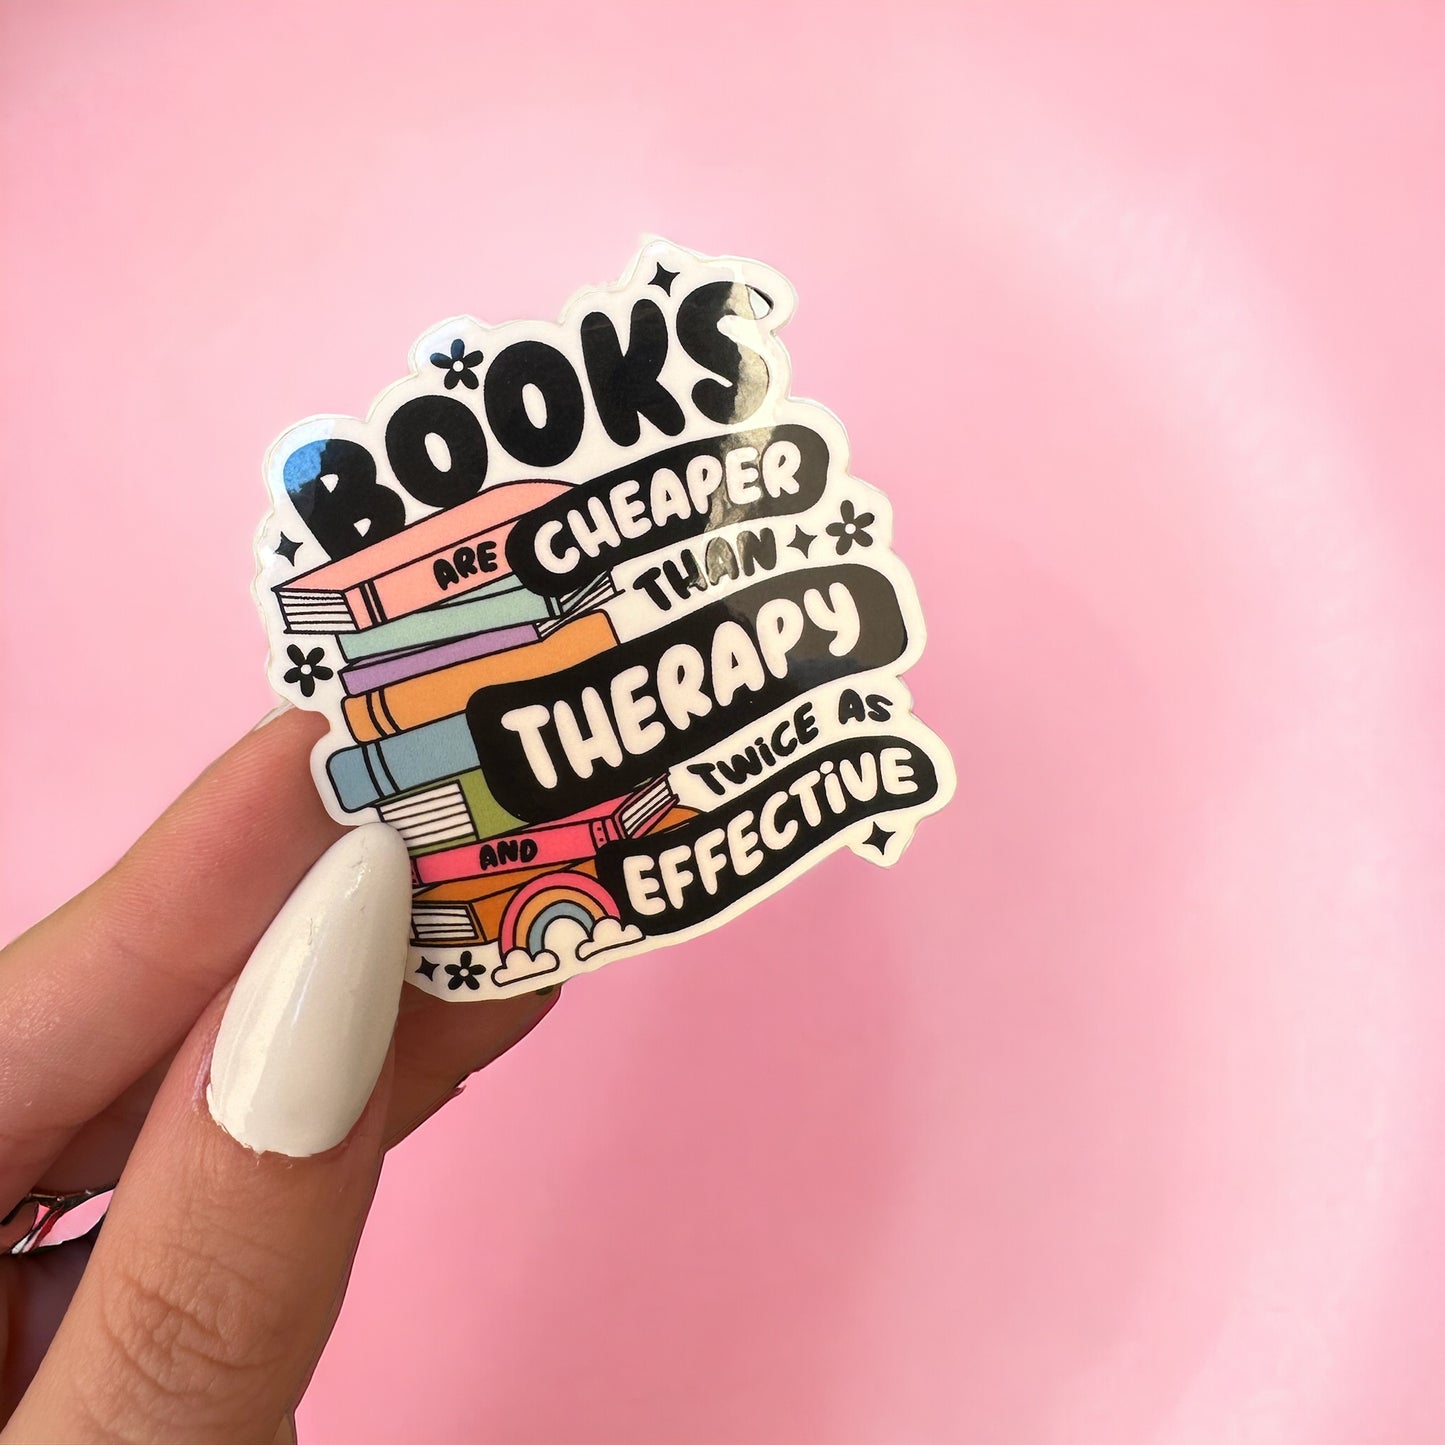 BOOKS
ARE CHEAPER
THAN
THERAPY
AND TWICE AS
EFFECTIVE